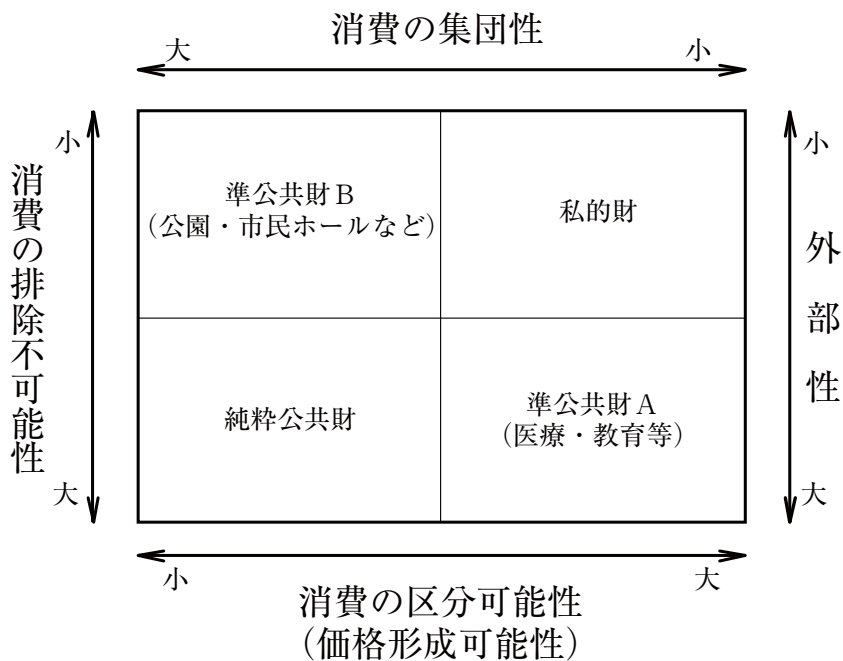 消費の集団性
大
小
小
小
消費の排除不可能性
外部性
準公共財B
(公園・市民ホールなど)
私的財
純粋公共財
準公共財A
(医療・教育等)
大
大
小
大
消費の区分可能性
(価格形成可能性)